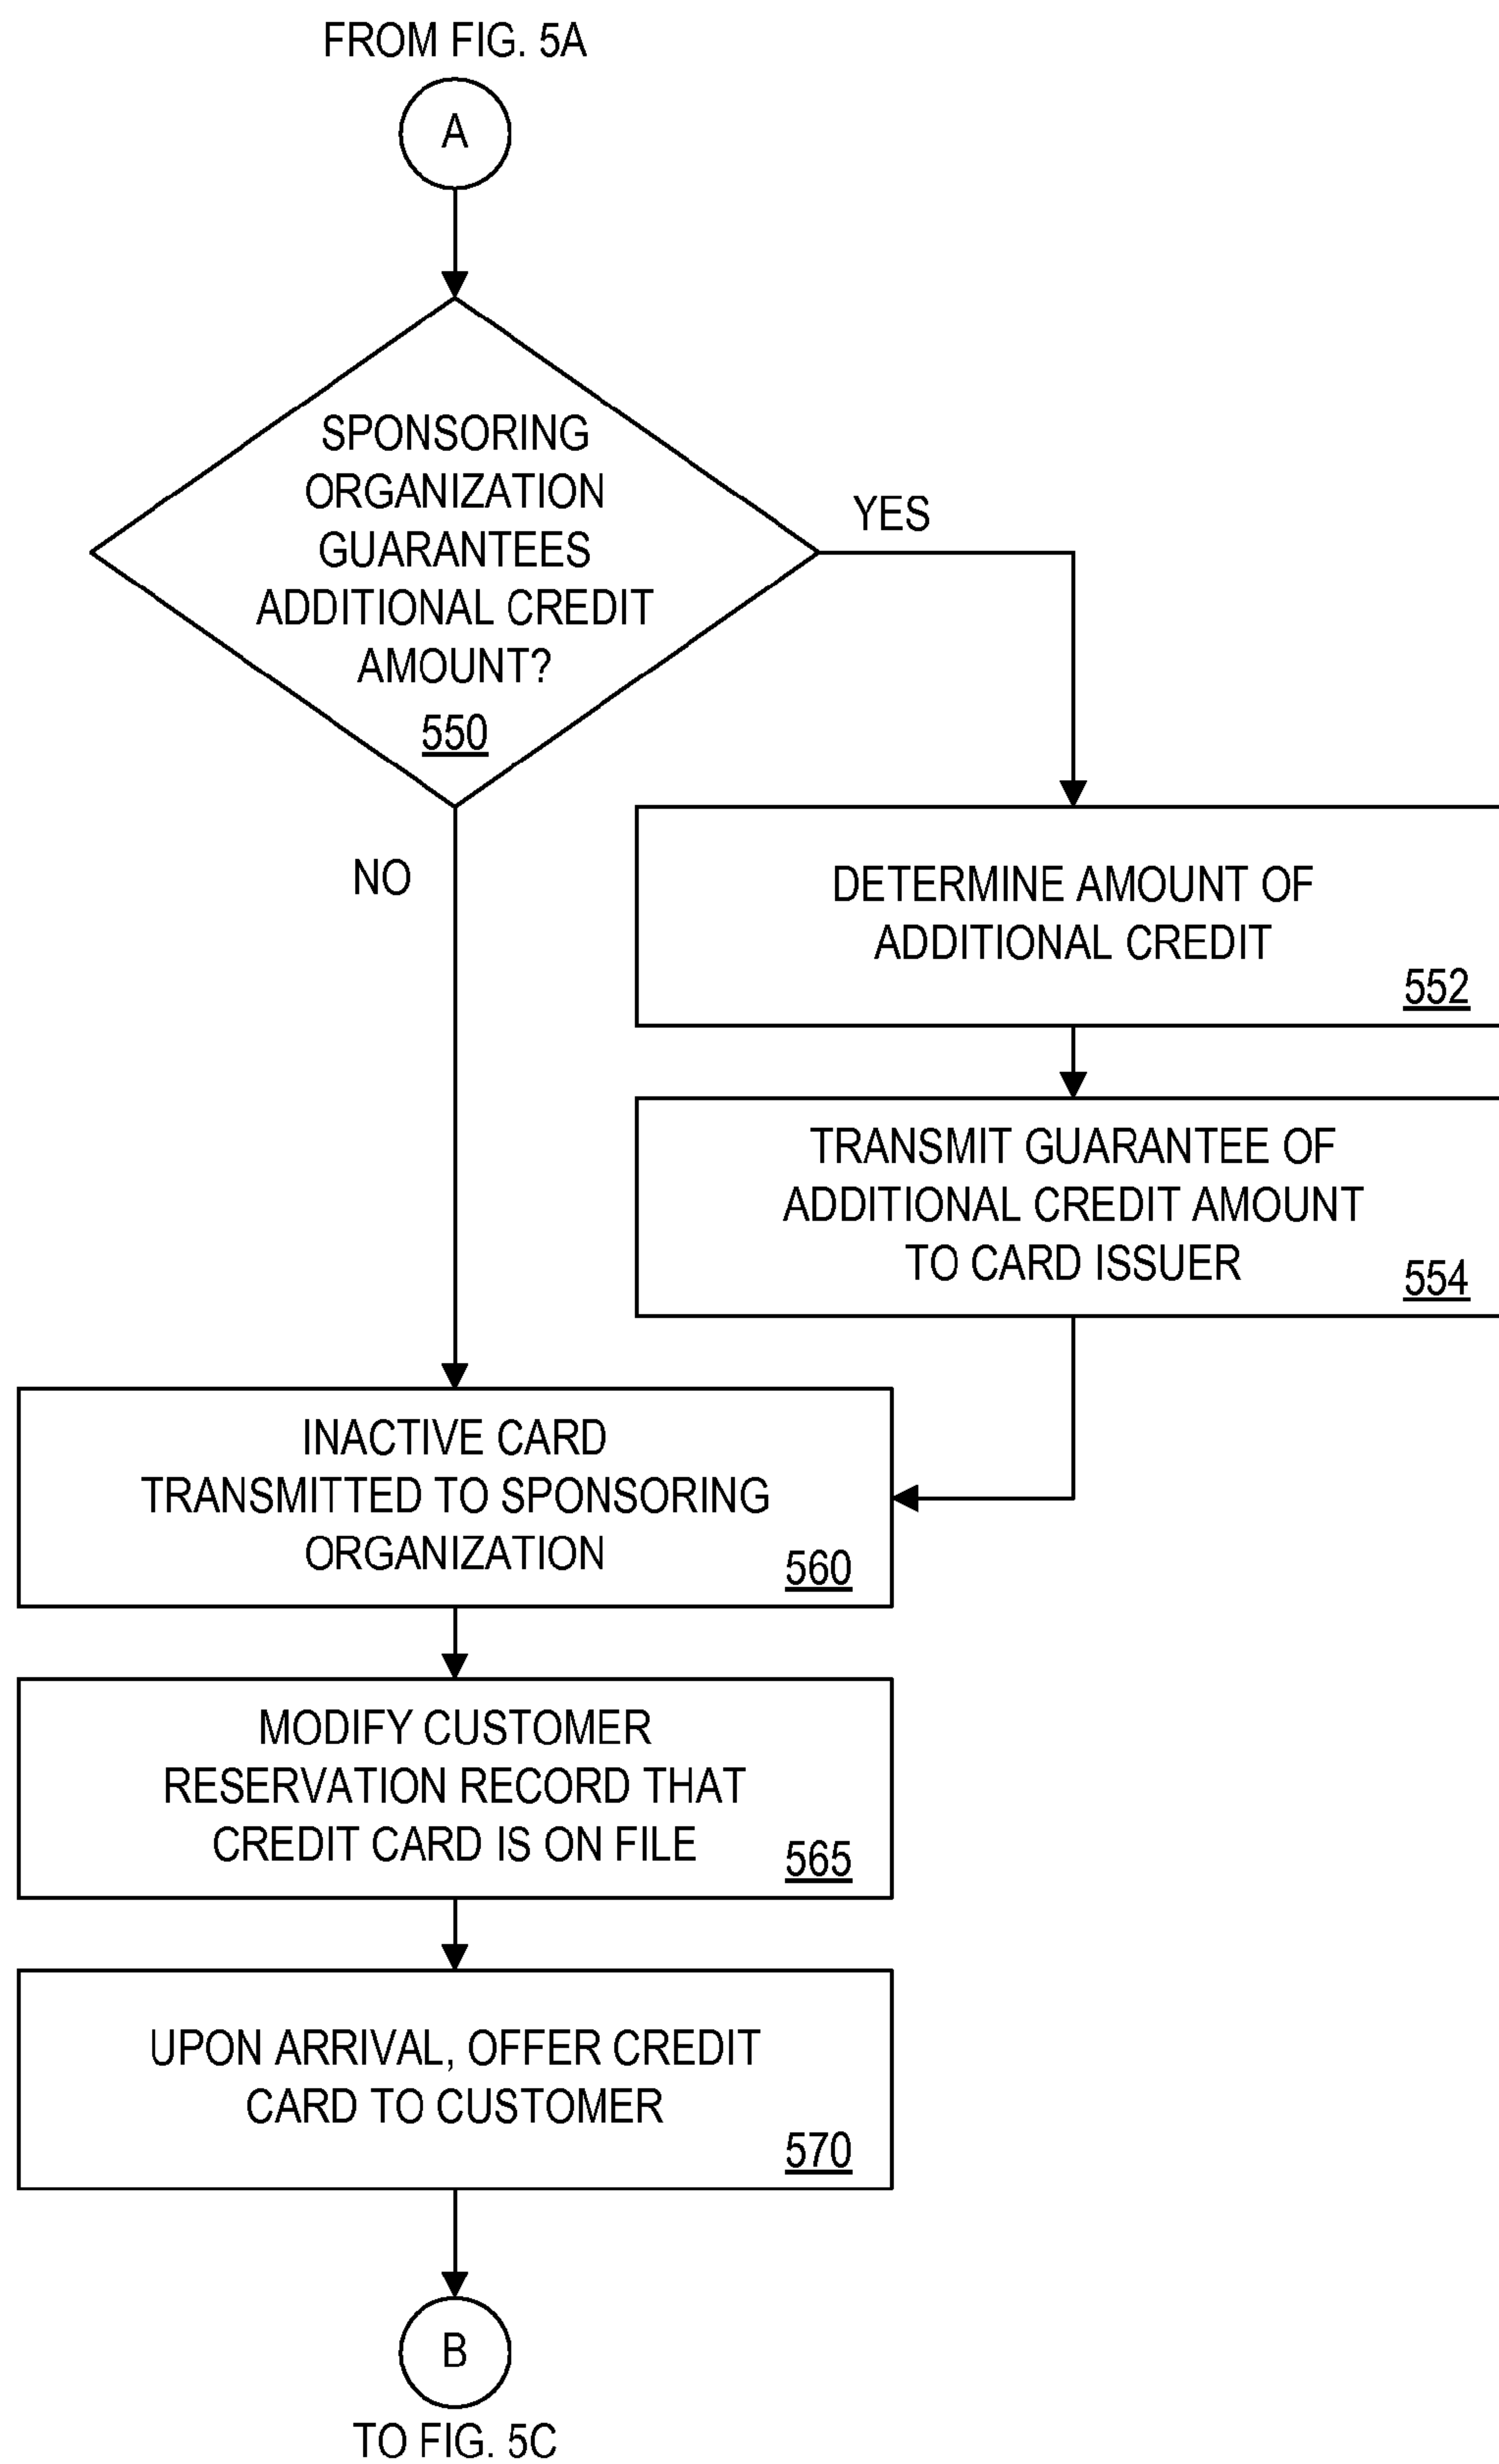 FROM FIG. 5A
A
SPONSORING
ORGANIZATION
GUARANTEES
ADDITIONAL CREDIT
AMOUNT?
550
YES
NO
DETERMINE AMOUNT OF
ADDITIONAL CREDIT
552
TRANSMIT GUARANTEE OF
ADDITIONAL CREDIT AMOUNT
TO CARD ISSUER
554
INACTIVE CARD
TRANSMITTED TO SPONSORING
ORGANIZATION
560
MODIFY CUSTOMER
RESERVATION RECORD THAT
CREDIT CARD IS ON FILE
565
UPON ARRIVAL, OFFER CREDIT
CARD TO CUSTOMER
570
B
TO FIG. 5C